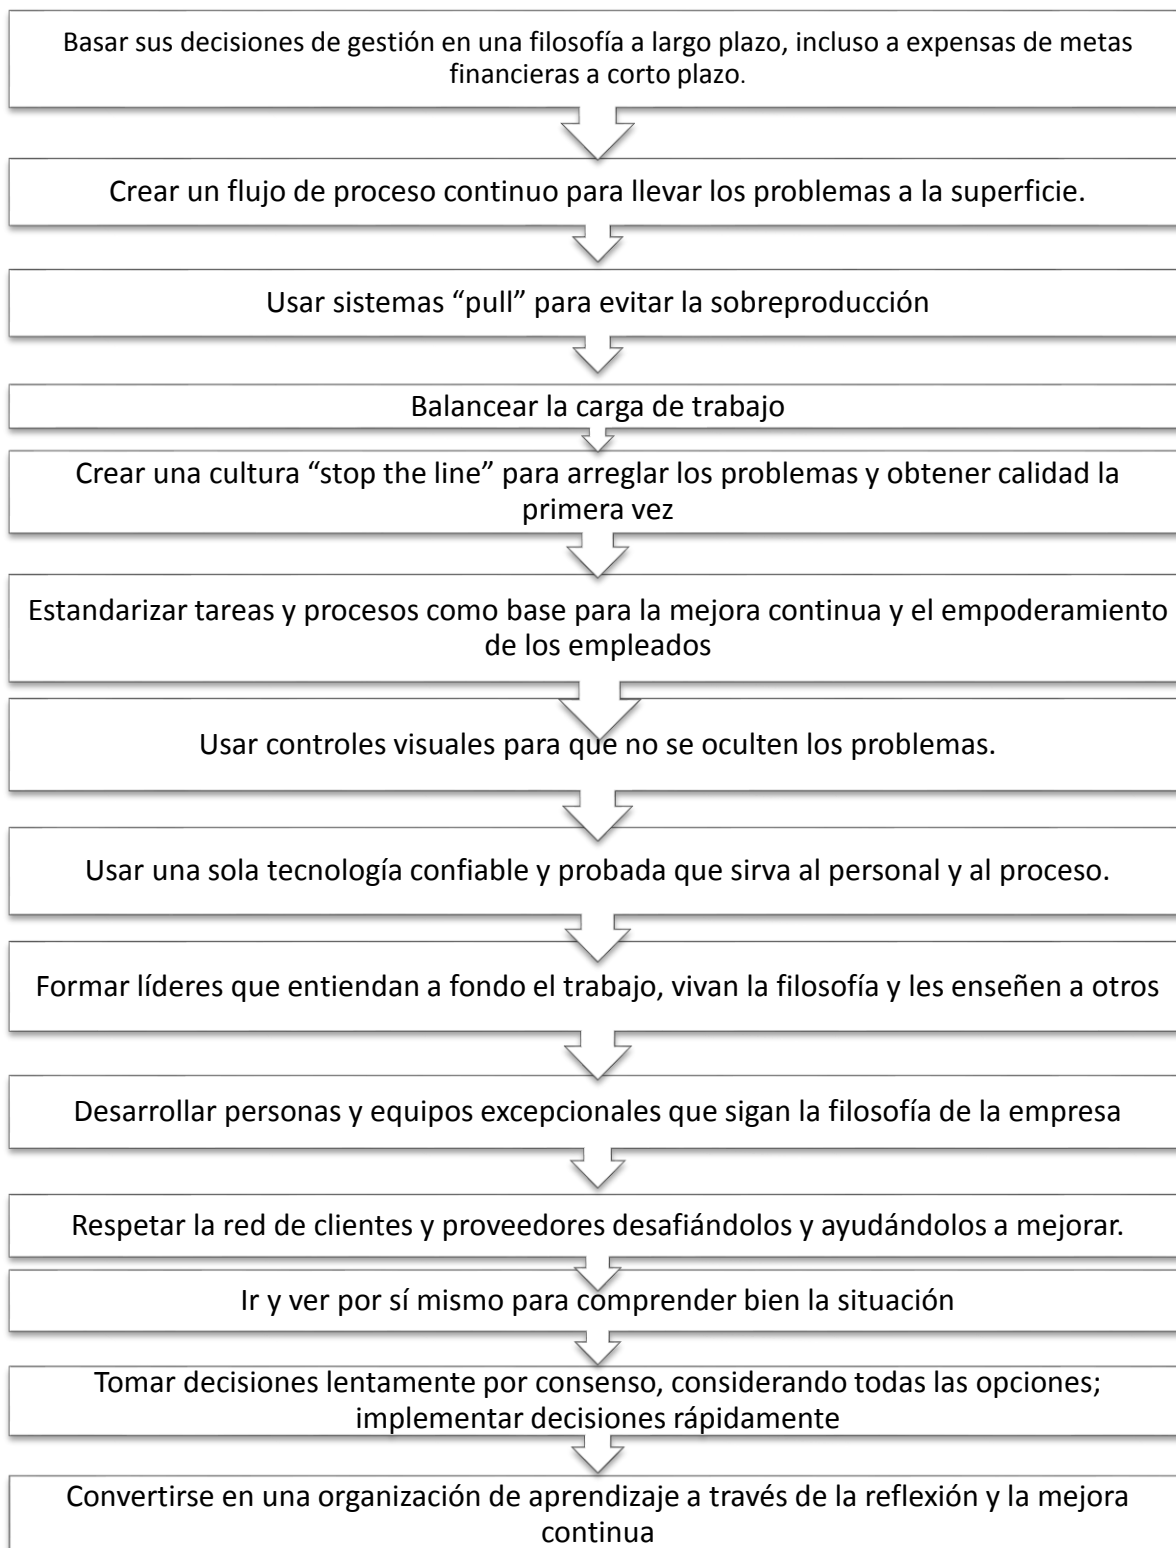 Basar sus decisiones de gestión en una filosofía a largo plazo, incluso a expensas de metas
financieras a corto plazo.
Crear un flujo de proceso continuo para llevar los problemas a la superficie.
Usar sistemas “pull” para evitar la sobreproducción
Balancear la carga de trabajo
Crear una cultura “stop the line” para arreglar los problemas y obtener calidad la
primera vez
Estandarizar tareas y procesos como base para la mejora continua y el empoderamiento
de los empleados
Usar controles visuales para que no se oculten los problemas.
Usar una sola tecnología confiable y probada que sirva al personal y al proceso.
Formar líderes que entiendan a fondo el trabajo, vivan la filosofía y les enseñen a otros
Desarrollar personas y equipos excepcionales que sigan la filosofía de la empresa
Respetar la red de clientes y proveedores desafiándolos y ayudándolos a mejorar.
Ir y ver por sí mismo para comprender bien la situación
Tomar decisiones lentamente por consenso, considerando todas las opciones;
implementar decisiones rápidamente
Convertirse en una organización de aprendizaje a través de la reflexión y la mejora
continua